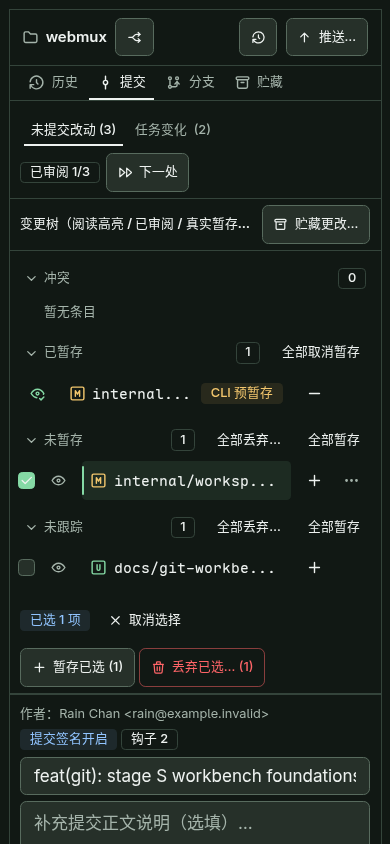 webmux 推送...
历史 提交 分支 贮藏
未提交改动 (3) 任务变化 (2)
已审阅 1/3 下一处
变更树（阅读高亮 / 已审阅 / 真实暂存... 贮藏更改...
冲突 0
暂无条目
已暂存 1 全部取消暂存
M internal... CLI 预暂存
未暂存 1 全部丢弃... 全部暂存
M internal/worksp...
未跟踪 1 全部丢弃... 全部暂存
U docs/git-workbe...
已选 1 项 取消选择
暂存已选 (1) 丢弃已选... (1)
作者：Rain Chan <rain@example.invalid>
提交签名开启 钩子 2
feat(git): stage S workbench foundations
补充提交正文说明（选填）...